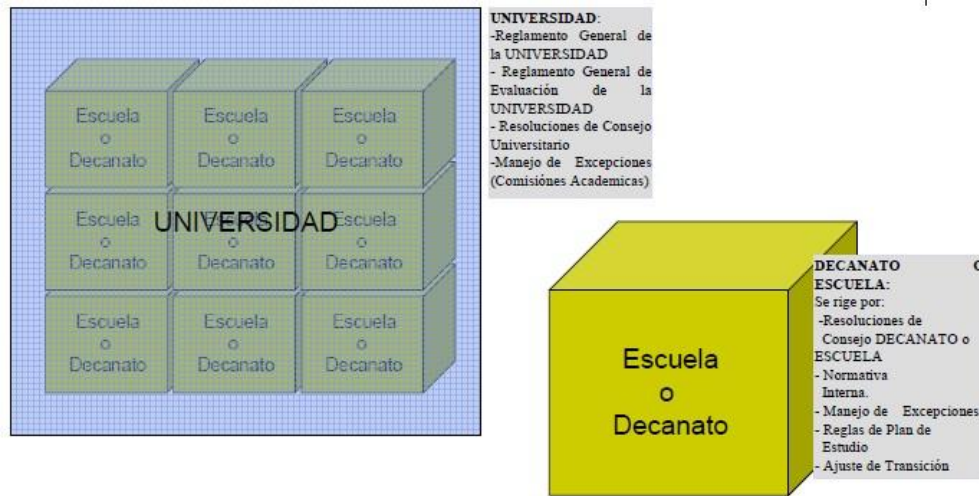 UNIVERSIDAD:
-Reglamento General de
la UNIVERSIDAD
- Reglamento General de
Evaluación de la
UNIVERSIDAD
- Resoluciones de Consejo
Universitario
-Manejo de Excepciones
(Comisiónes Academicas)
Escuela
o
Decanato
Escuela
o
Decanato
Escuela
o
Decanato
Escuela
o
Decanato
Escuela
o
Decanato
Escuela
o
Decanato
UNIVERSIDAD
Escuela
o
Decanato
Escuela
o
Decanato
Escuela
o
Decanato
Escuela
o
Decanato
DECANATO O
ESCUELA:
Se rige por:
-Resoluciones de
Consejo DECANATO o
ESCUELA
- Normativa
Interna.
- Manejo de Excepciones
- Reglas de Plan de
Estudio
- Ajuste de Transición